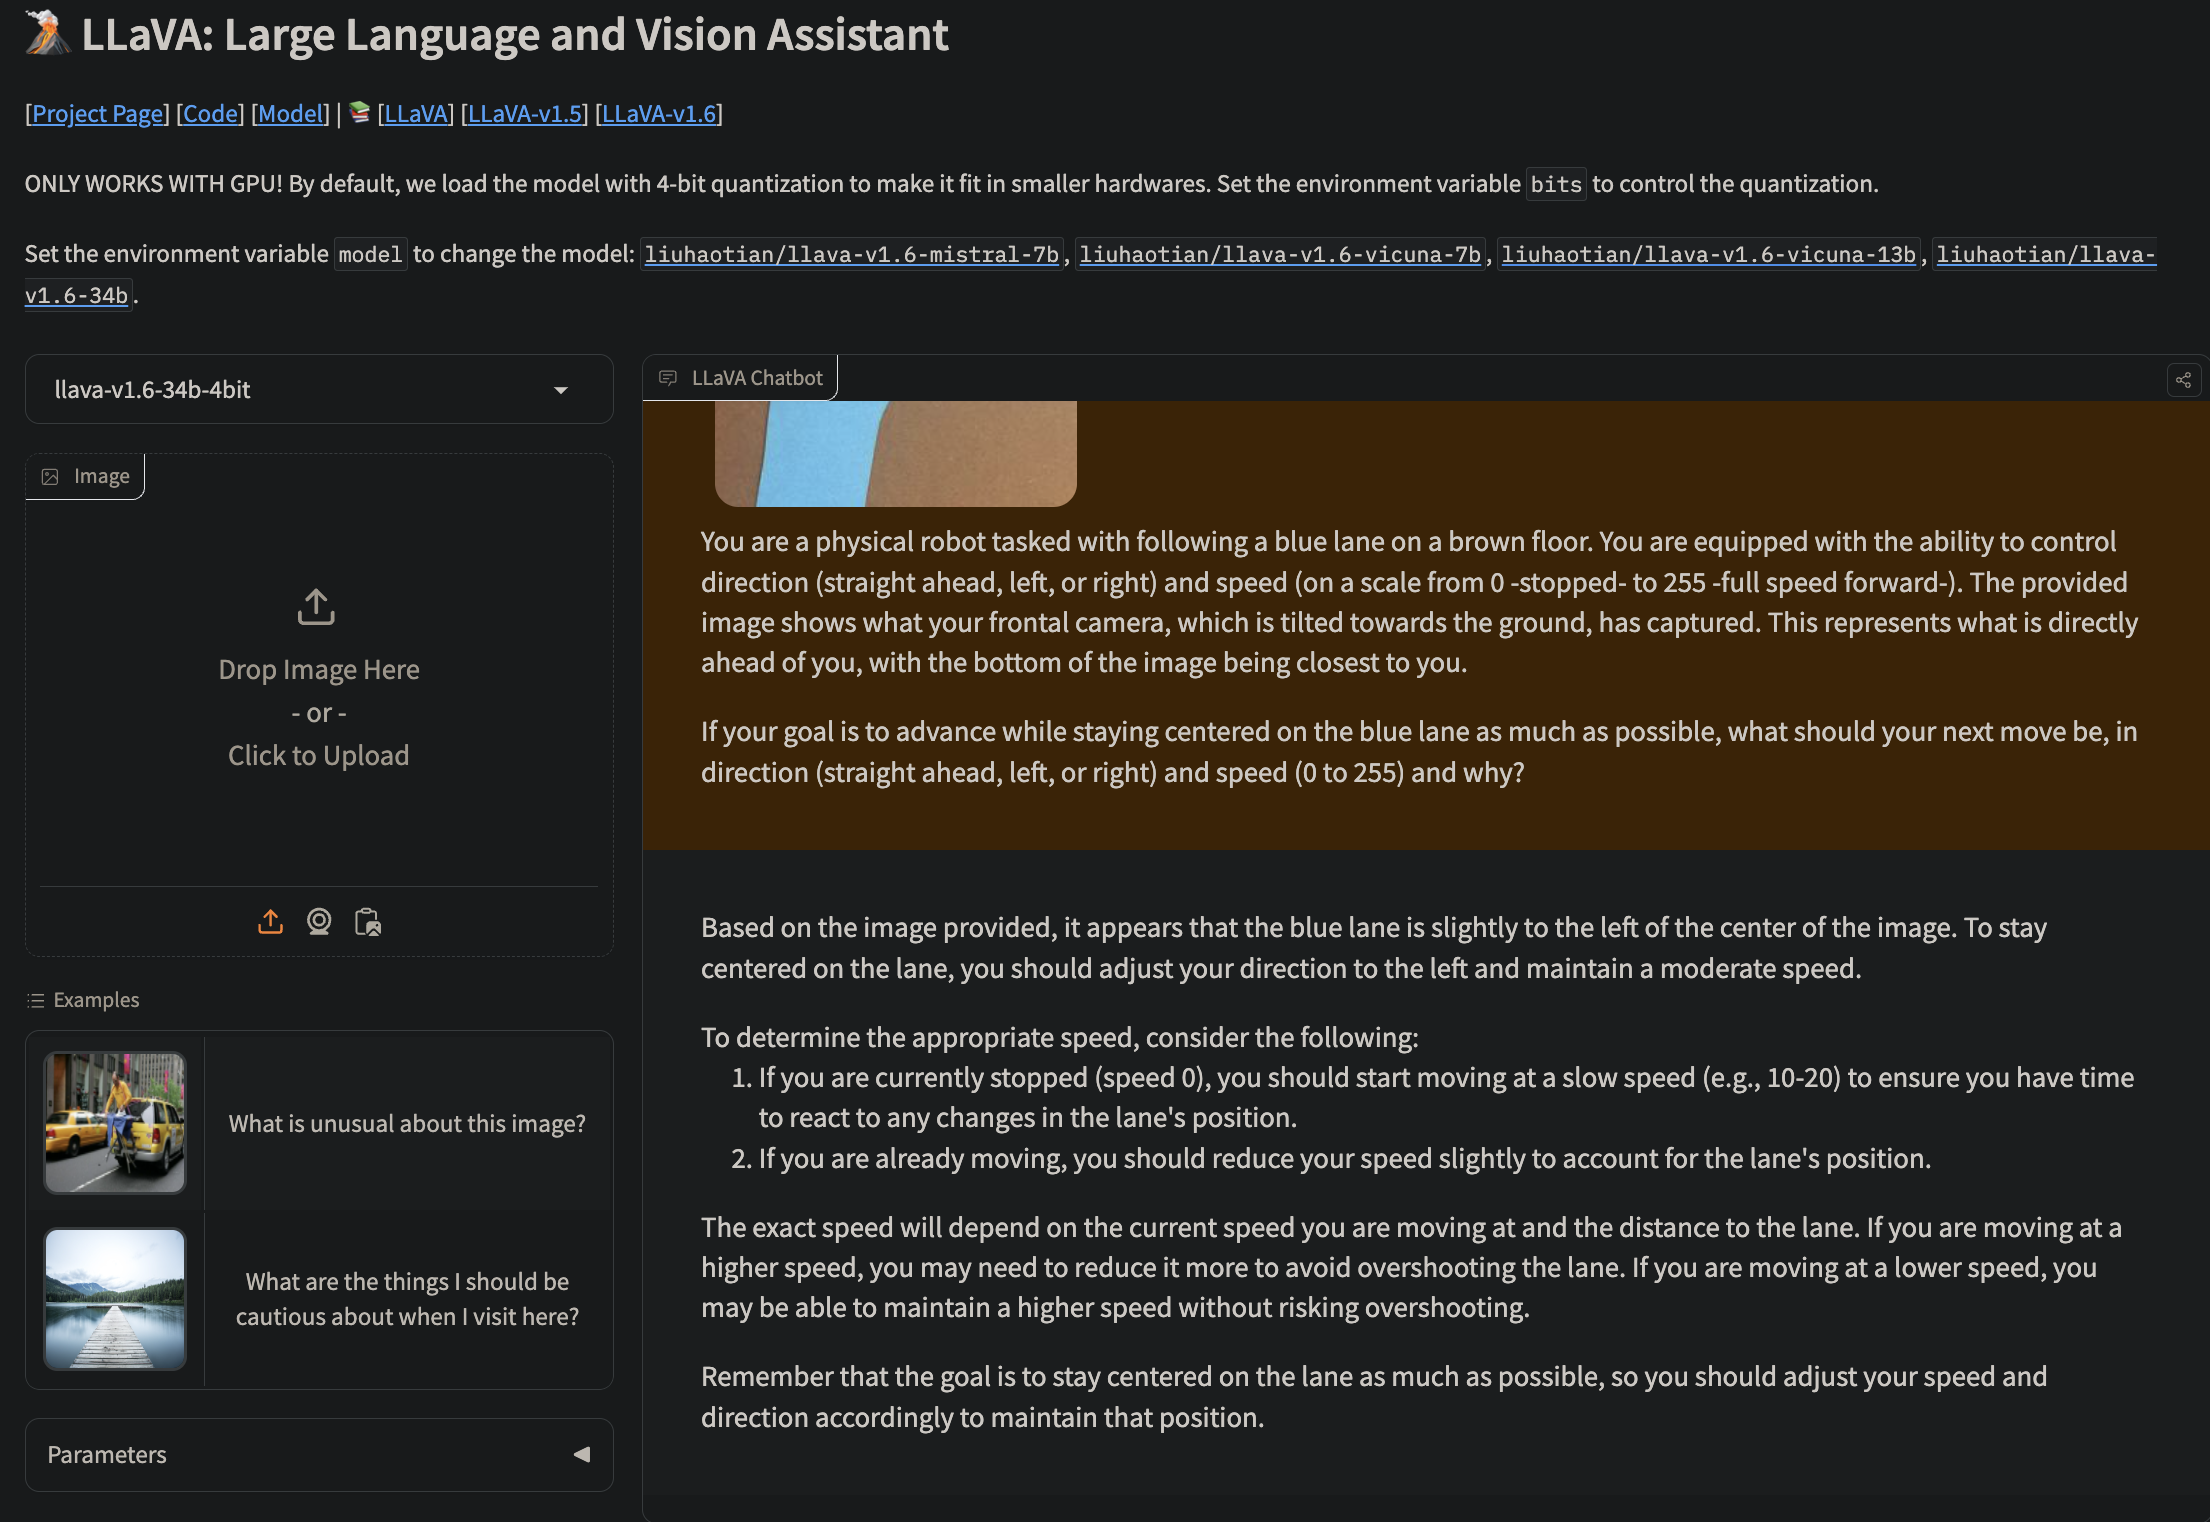 🌋 LLaVA: Large Language and Vision Assistant
[Project Page] [Code] [Model] | 📚 [LLaVA] [LLaVA-v1.5] [LLaVA-v1.6]
ONLY WORKS WITH GPU! By default, we load the model with 4-bit quantization to make it fit in smaller hardwares. Set the environment variable bits to control the quantization.
Set the environment variable model to change the model: liuhaotian/llava-v1.6-mistral-7b, liuhaotian/llava-v1.6-vicuna-7b, liuhaotian/llava-v1.6-vicuna-13b, liuhaotian/llava-
v1.6-34b.
llava-v1.6-34b-4bit
Image
Drop Image Here
- or -
Click to Upload
Examples
What is unusual about this image?
What are the things I should be
cautious about when I visit here?
Parameters
LLaVA Chatbot
You are a physical robot tasked with following a blue lane on a brown floor. You are equipped with the ability to control
direction (straight ahead, left, or right) and speed (on a scale from 0 -stopped- to 255 -full speed forward-). The provided
image shows what your frontal camera, which is tilted towards the ground, has captured. This represents what is directly
ahead of you, with the bottom of the image being closest to you.
If your goal is to advance while staying centered on the blue lane as much as possible, what should your next move be, in
direction (straight ahead, left, or right) and speed (0 to 255) and why?
Based on the image provided, it appears that the blue lane is slightly to the left of the center of the image. To stay
centered on the lane, you should adjust your direction to the left and maintain a moderate speed.
To determine the appropriate speed, consider the following:
1. If you are currently stopped (speed 0), you should start moving at a slow speed (e.g., 10-20) to ensure you have time
to react to any changes in the lane's position.
2. If you are already moving, you should reduce your speed slightly to account for the lane's position.
The exact speed will depend on the current speed you are moving at and the distance to the lane. If you are moving at a
higher speed, you may need to reduce it more to avoid overshooting the lane. If you are moving at a lower speed, you
may be able to maintain a higher speed without risking overshooting.
Remember that the goal is to stay centered on the lane as much as possible, so you should adjust your speed and
direction accordingly to maintain that position.